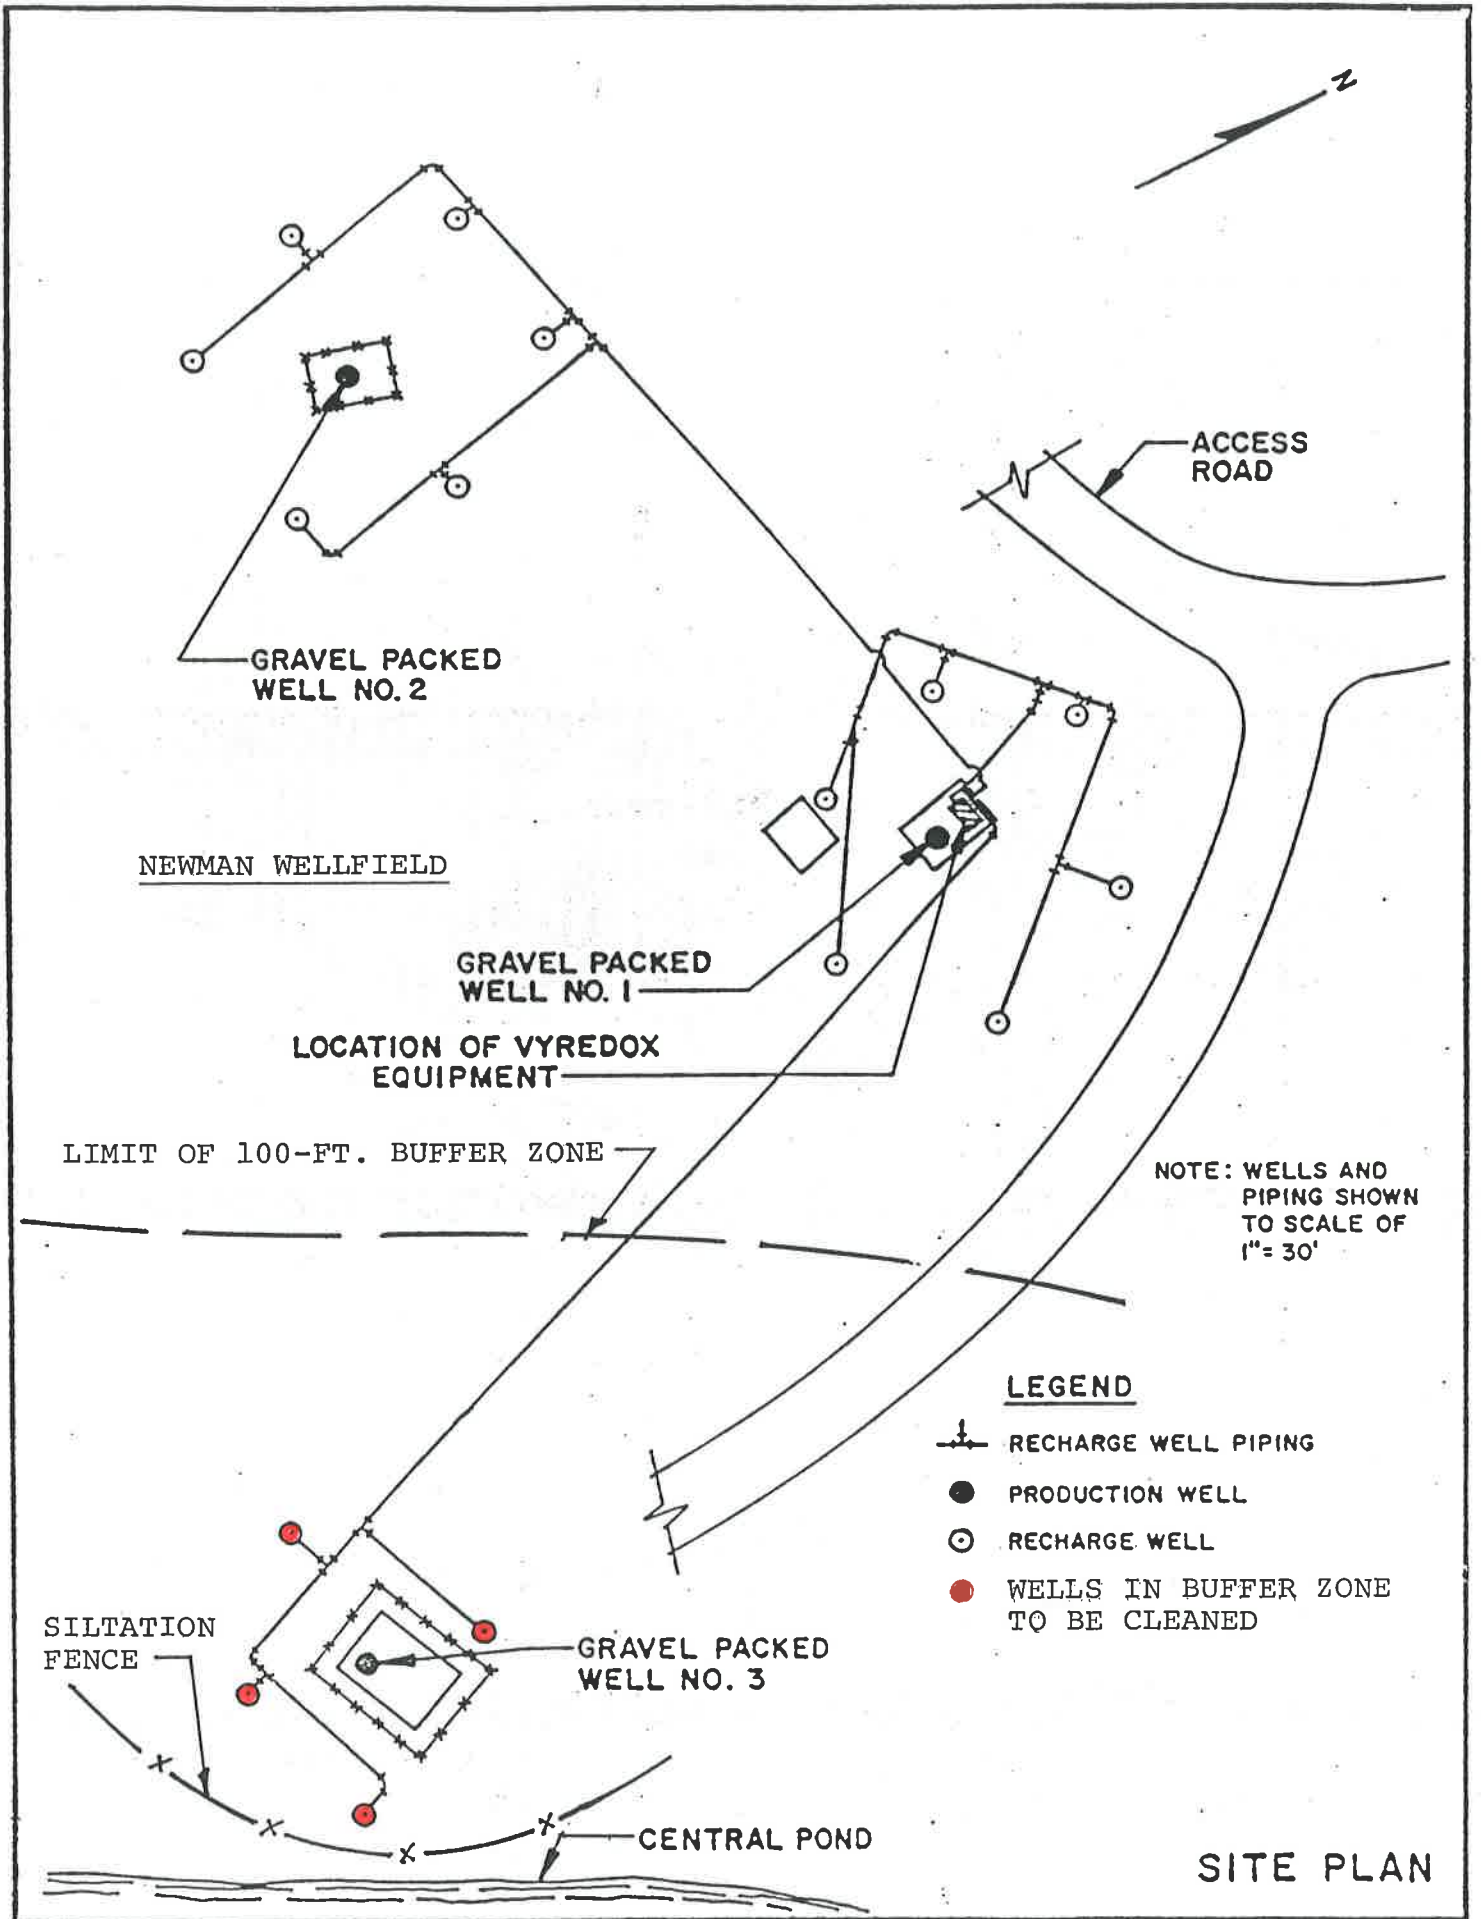 N
ACCESS
ROAD
GRAVEL PACKED
WELL NO. 2
NEWMAN WELLFIELD
GRAVEL PACKED
WELL NO. 1
LOCATION OF VYREDOX
EQUIPMENT
LIMIT OF 100-FT. BUFFER ZONE
NOTE: WELLS AND
PIPING SHOWN
TO SCALE OF
1"= 30'
LEGEND
RECHARGE WELL PIPING
PRODUCTION WELL
RECHARGE WELL
WELLS IN BUFFER ZONE
TO BE CLEANED
SILTATION
FENCE
GRAVEL PACKED
WELL NO. 3
CENTRAL POND
SITE PLAN